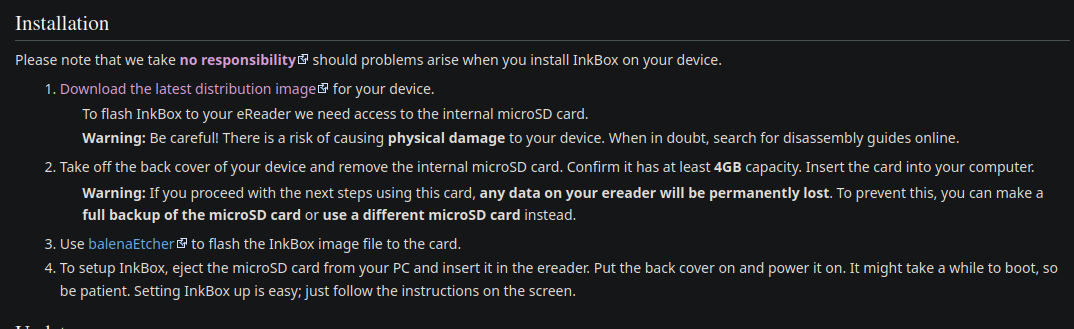 Installation
Please note that we take no responsibility should problems arise when you install InkBox on your device.
1. Download the latest distribution image for your device.
To flash InkBox to your eReader we need access to the internal microSD card.
Warning: Be careful! There is a risk of causing physical damage to your device. When in doubt, search for disassembly guides online.
2. Take off the back cover of your device and remove the internal microSD card. Confirm it has at least 4GB capacity. Insert the card into your computer.
Warning: If you proceed with the next steps using this card, any data on your ereader will be permanently lost. To prevent this, you can make a
full backup of the microSD card or use a different microSD card instead.
3. Use balenaEtcher to flash the InkBox image file to the card.
4. To setup InkBox, eject the microSD card from your PC and insert it in the ereader. Put the back cover on and power it on. It might take a while to boot, so
be patient. Setting InkBox up is easy; just follow the instructions on the screen.